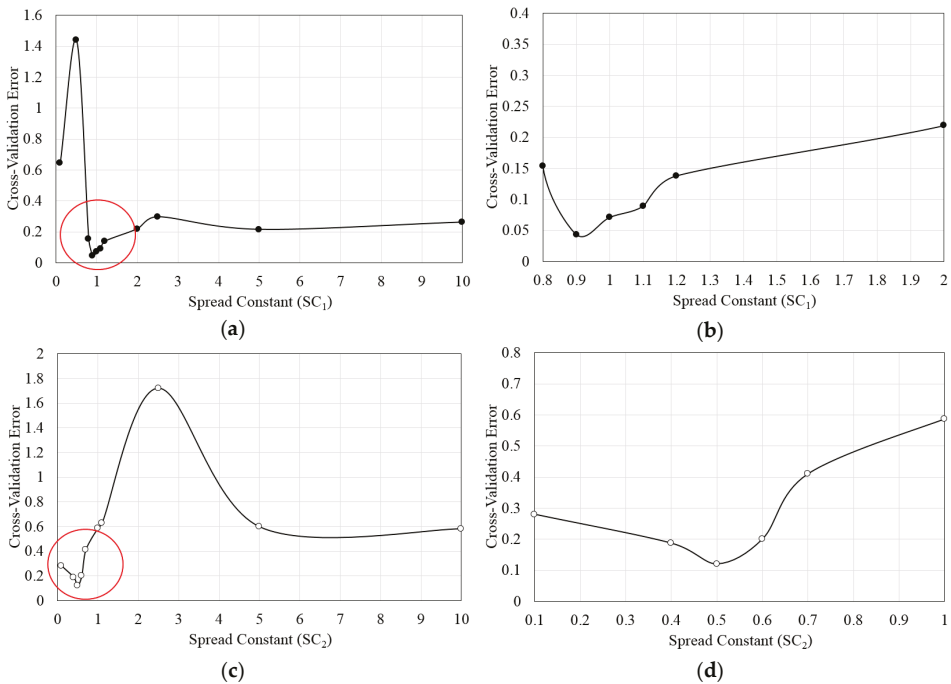 Cross-Validation Error
1.6
1.4
1.2
1
0.8
0.6
0.4
0.2
0
0 1 2 3 4 5 6 7 8 9 10
Spread Constant (SC₁)
(a)
Cross-Validation Error
0.4
0.35
0.3
0.25
0.2
0.15
0.1
0.05
0
0.8 0.9 1 1.1 1.2 1.3 1.4 1.5 1.6 1.7 1.8 1.9 2
Spread Constant (SC₁)
(b)
Cross-Validation Error
2
1.8
1.6
1.4
1.2
1
0.8
0.6
0.4
0.2
0
0 1 2 3 4 5 6 7 8 9 10
Spread Constant (SC₂)
(c)
Cross-Validation Error
0.8
0.7
0.6
0.5
0.4
0.3
0.2
0.1
0
0.1 0.2 0.3 0.4 0.5 0.6 0.7 0.8 0.9 1
Spread Constant (SC₂)
(d)